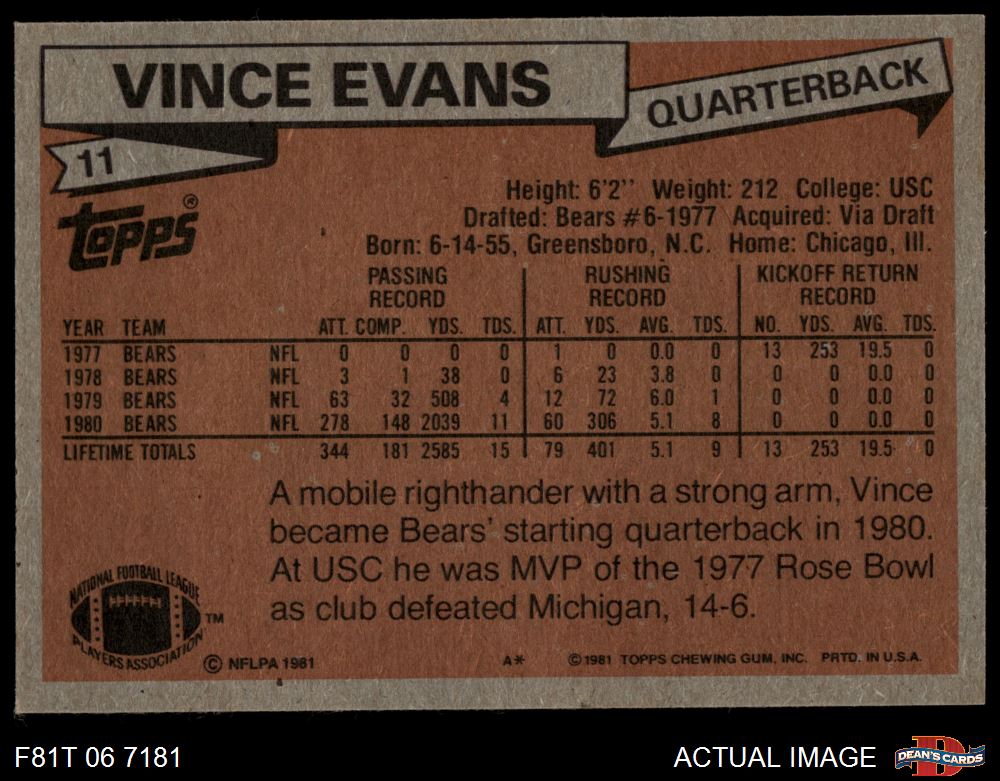 VINCE EVANS
QUARTERBACK
11
Topps®
Height: 6'2'' Weight: 212 College: USC
Drafted: Bears #6-1977 Acquired: Via Draft
Born: 6-14-55, Greensboro, N.C. Home: Chicago, Ill.
PASSING RECORD RUSHING RECORD KICKOFF RETURN RECORD
YEAR TEAM ATT. COMP. YDS. TDS. ATT. YDS. AVG. TDS. NO. YDS. AVG. TDS.
1977 BEARS NFL 0 0 0 0 1 0 0.0 0 13 253 19.5 0
1978 BEARS NFL 3 1 38 0 6 23 3.8 0 0 0 0.0 0
1979 BEARS NFL 63 32 508 4 12 72 6.0 1 0 0 0.0 0
1980 BEARS NFL 278 148 2039 11 60 306 5.1 8 0 0 0.0 0
LIFETIME TOTALS 344 181 2585 15 79 401 5.1 9 13 253 19.5 0
A mobile righthander with a strong arm, Vince
became Bears' starting quarterback in 1980.
At USC he was MVP of the 1977 Rose Bowl
as club defeated Michigan, 14-6.
NATIONAL FOOTBALL LEAGUE
PLAYERS ASSOCIATION
TM
© NFLPA 1981
A*
© 1981 TOPPS CHEWING GUM, INC. PRTD. IN U.S.A.
F81T 06 7181
ACTUAL IMAGE
D
DEAN'S CARDS